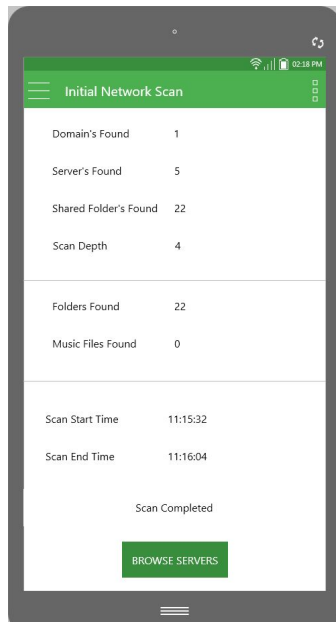 02:18 PM
Initial Network Scan
Domain's Found 1
Server's Found 5
Shared Folder's Found 22
Scan Depth 4
Folders Found 22
Music Files Found 0
Scan Start Time 11:15:32
Scan End Time 11:16:04
Scan Completed
BROWSE SERVERS